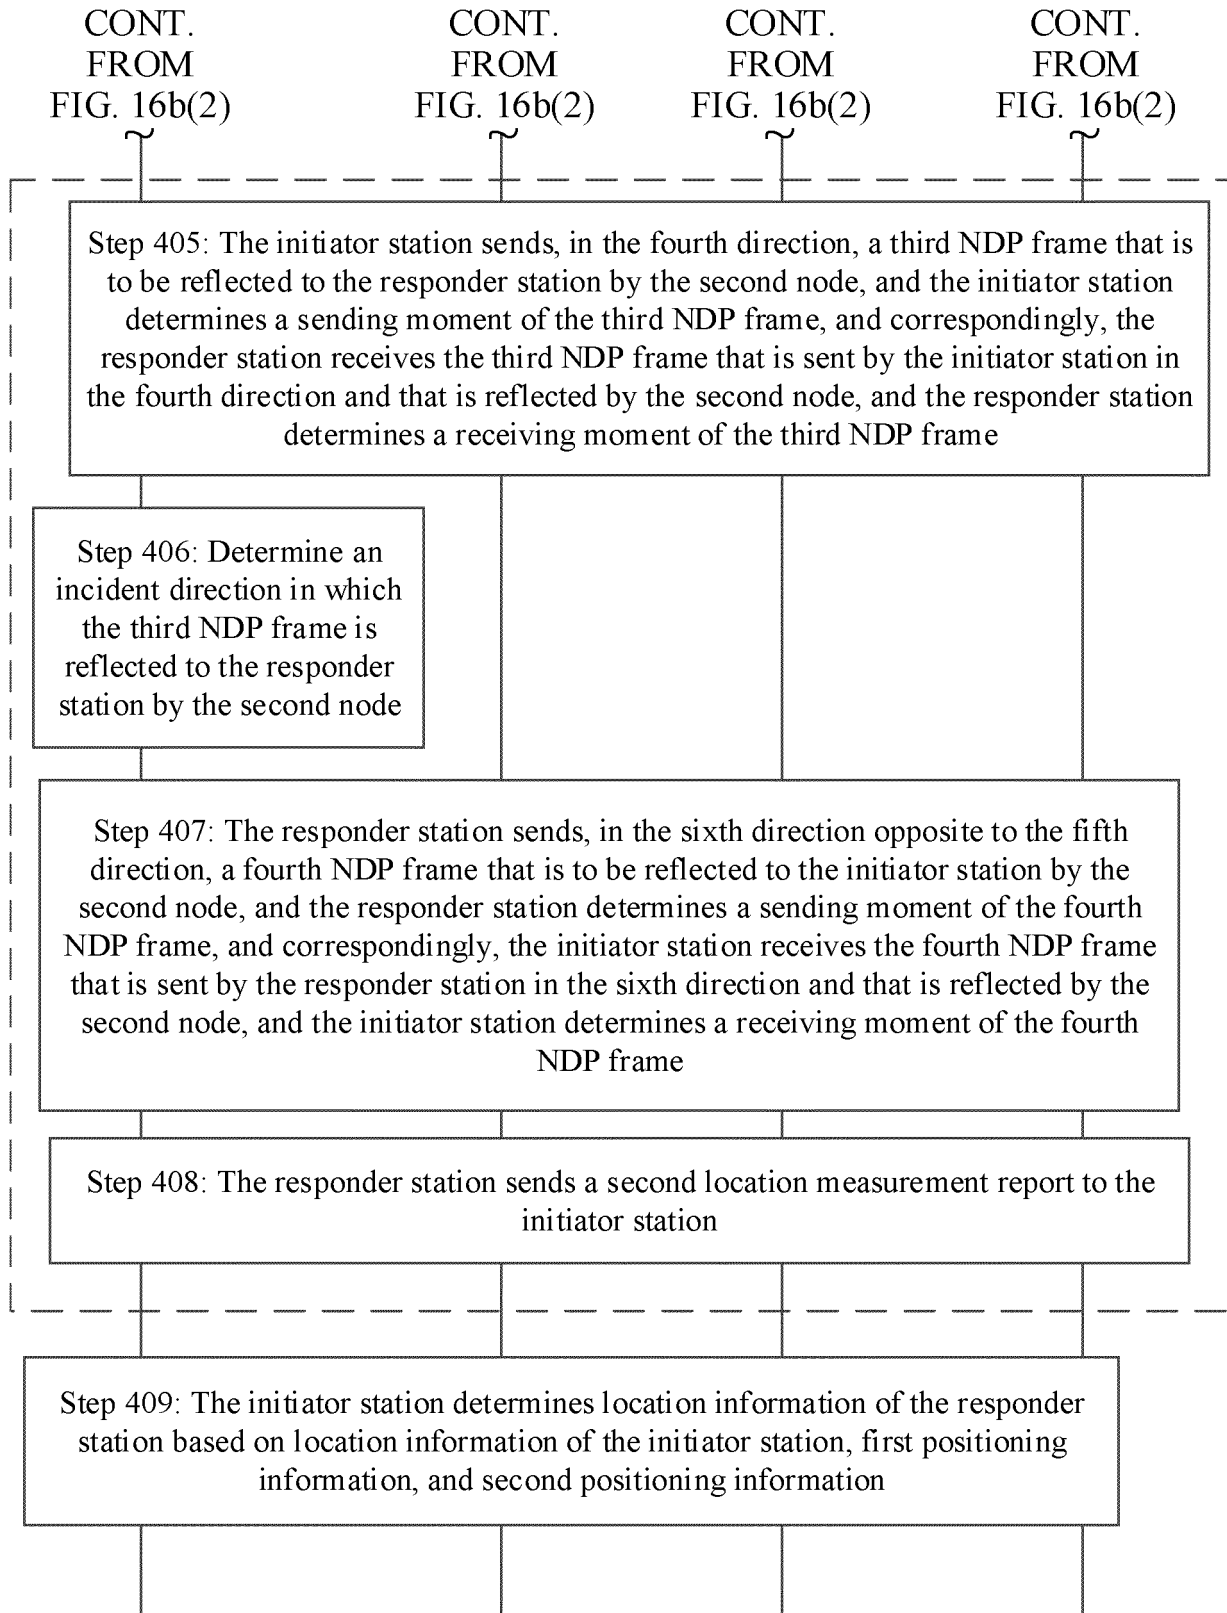 CONT.
FROM
FIG. 16b(2)
CONT.
FROM
FIG. 16b(2)
CONT.
FROM
FIG. 16b(2)
CONT.
FROM
FIG. 16b(2)
Step 405: The initiator station sends, in the fourth direction, a third NDP frame that is
to be reflected to the responder station by the second node, and the initiator station
determines a sending moment of the third NDP frame, and correspondingly, the
responder station receives the third NDP frame that is sent by the initiator station in
the fourth direction and that is reflected by the second node, and the responder station
determines a receiving moment of the third NDP frame
Step 406: Determine an
incident direction in which
the third NDP frame is
reflected to the responder
station by the second node
Step 407: The responder station sends, in the sixth direction opposite to the fifth
direction, a fourth NDP frame that is to be reflected to the initiator station by the
second node, and the responder station determines a sending moment of the fourth
NDP frame, and correspondingly, the initiator station receives the fourth NDP frame
that is sent by the responder station in the sixth direction and that is reflected by the
second node, and the initiator station determines a receiving moment of the fourth
NDP frame
Step 408: The responder station sends a second location measurement report to the
initiator station
Step 409: The initiator station determines location information of the responder
station based on location information of the initiator station, first positioning
information, and second positioning information